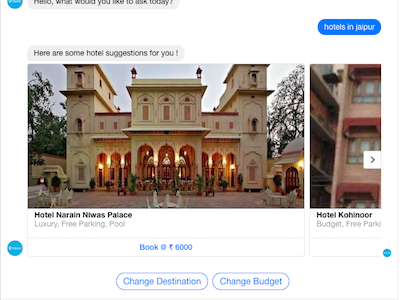 Hello, what would you like to ask today?
hotels in jaipur
Here are some hotel suggestions for you !
Hotel Narain Niwas Palace
Luxury, Free Parking, Pool
Book @ ₹ 6000
Hotel Kohinoor
Budget, Free Parki
Change Destination
Change Budget